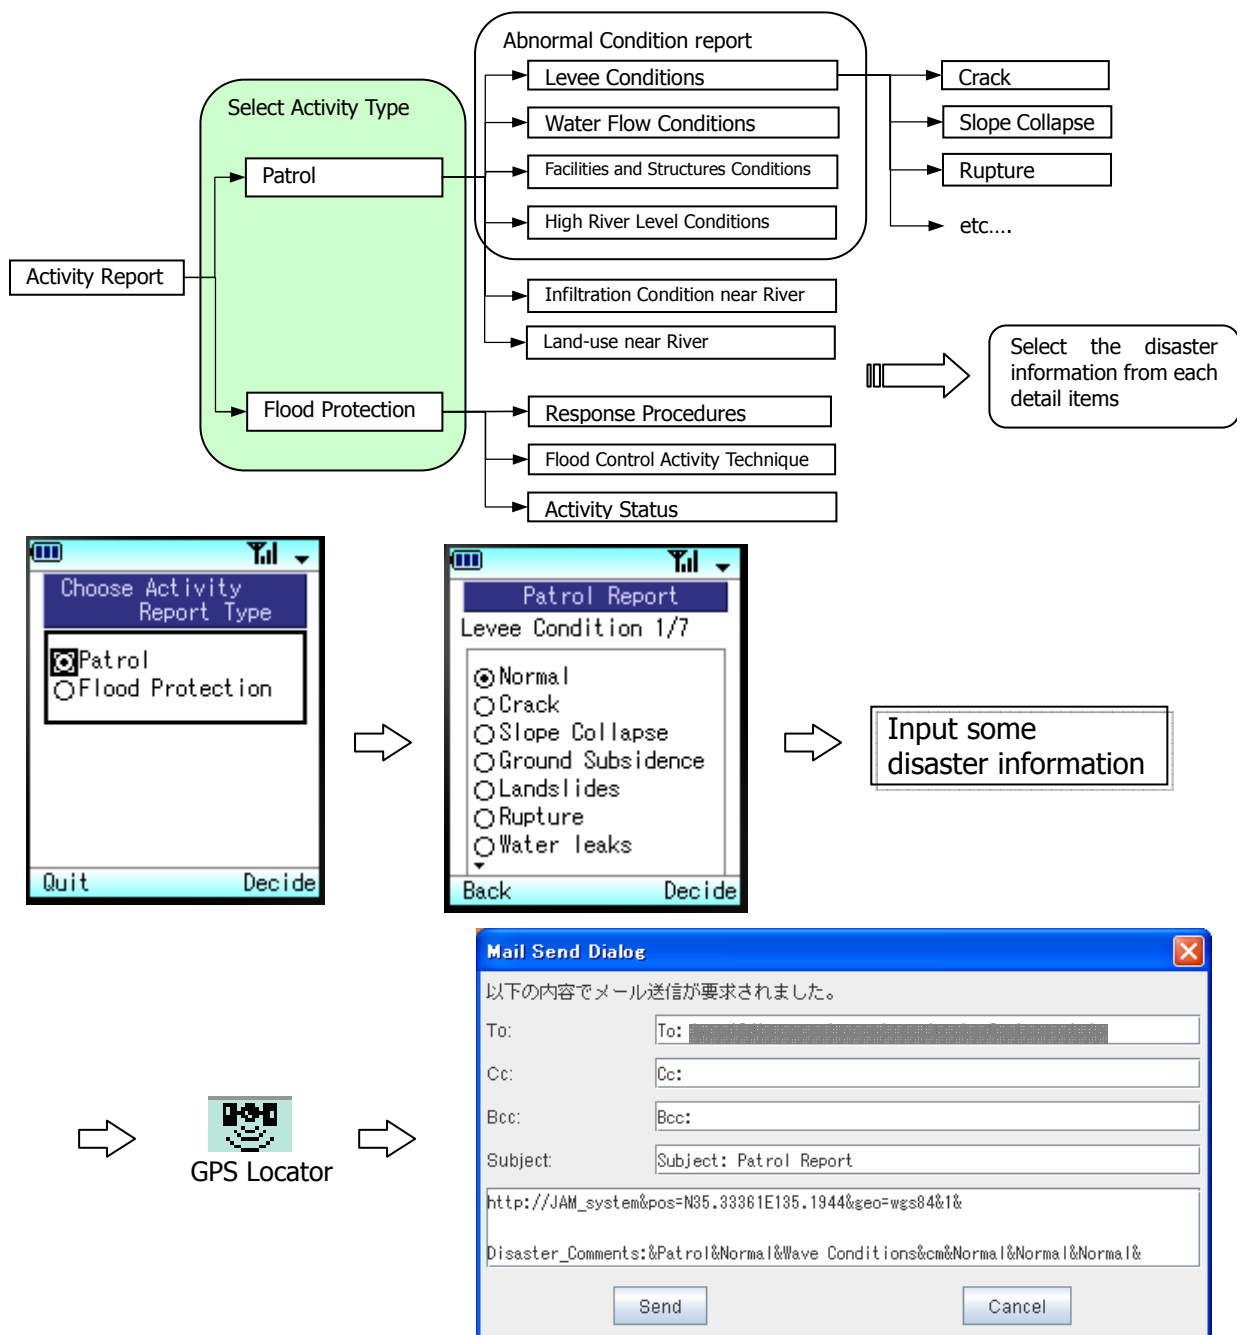 Abnormal Condition report
Levee Conditions
Crack
Select Activity Type
Water Flow Conditions
Slope Collapse
Patrol
Facilities and Structures Conditions
Rupture
High River Level Conditions
etc....
Activity Report
Infiltration Condition near River
Land-use near River
Select the disaster
information from each
detail items
Flood Protection
Response Procedures
Flood Control Activity Technique
Activity Status
Choose Activity
Report Type
Patrol
Flood Protection
Quit Decide
Patrol Report
Levee Condition 1/7
Normal
Crack
Slope Collapse
Ground Subsidence
Landslides
Rupture
Water leaks
Back Decide
Input some
disaster information
GPS Locator
Mail Send Dialog
以下の内容でメール送信が要求されました。
To: To:
Cc: Cc:
Bcc: Bcc:
Subject: Subject: Patrol Report
http://JAM_system&pos=N35.33361E135.1944&geo=wgs84&1&
Disaster_Comments:&Patrol&Normal&Wave Conditions&cm&Normal&Normal&Normal&
Send Cancel